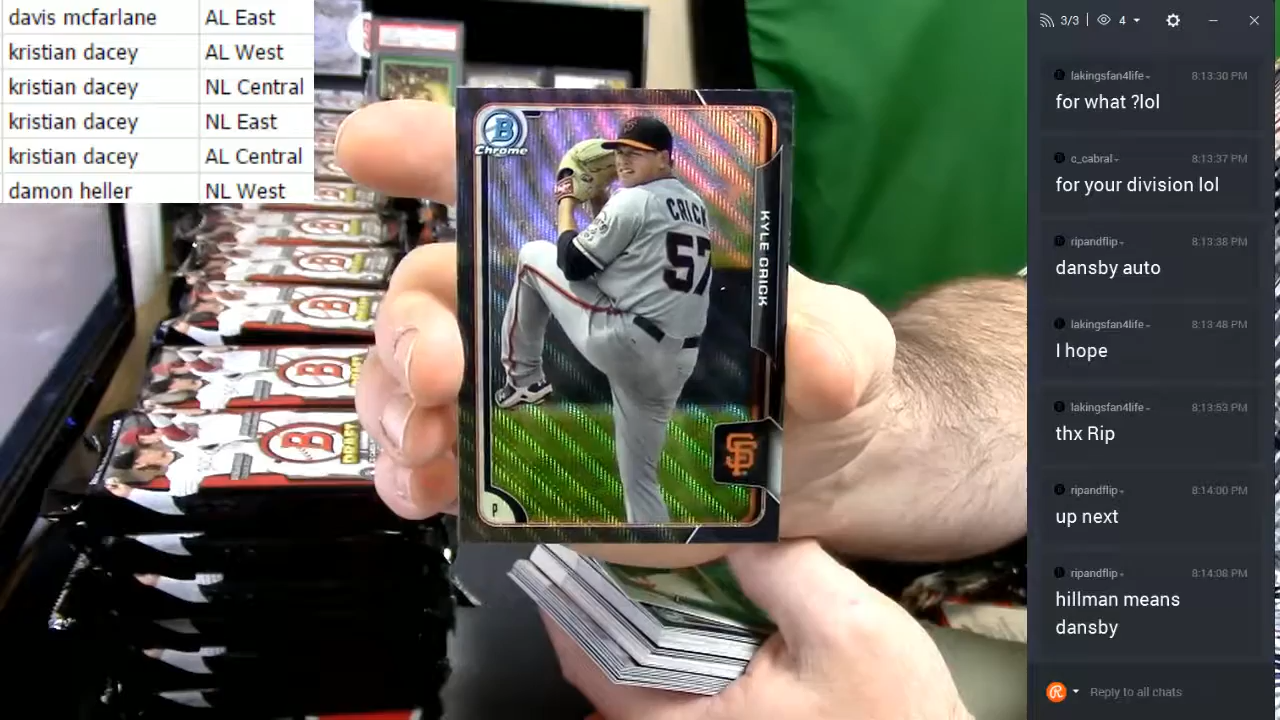 davis mcfarlane AL East
kristian dacey AL West
kristian dacey NL Central
kristian dacey NL East
kristian dacey AL Central
damon heller NL West
B
Chrome
CRICK
57
KYLE CRICK
SF
P
B
DRAFT
B
DRAFT
3/3 4
lakingsfan4life 8:13:30 PM
for what ?lol
c_cabral 8:13:37 PM
for your division lol
ripandflip 8:13:38 PM
dansby auto
lakingsfan4life 8:13:48 PM
I hope
lakingsfan4life 8:13:53 PM
thx Rip
ripandflip 8:14:00 PM
up next
ripandflip 8:14:08 PM
hillman means
dansby
Reply to all chats